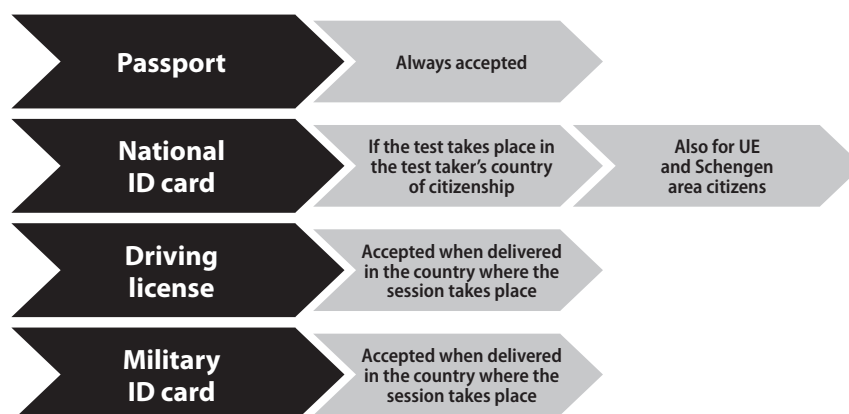 Passport
Always accepted
National
ID card
If the test takes place in
the test taker's country
of citizenship
Also for UE
and Schengen
area citizens
Driving
license
Accepted when delivered
in the country where the
session takes place
Military
ID card
Accepted when delivered
in the country where the
session takes place